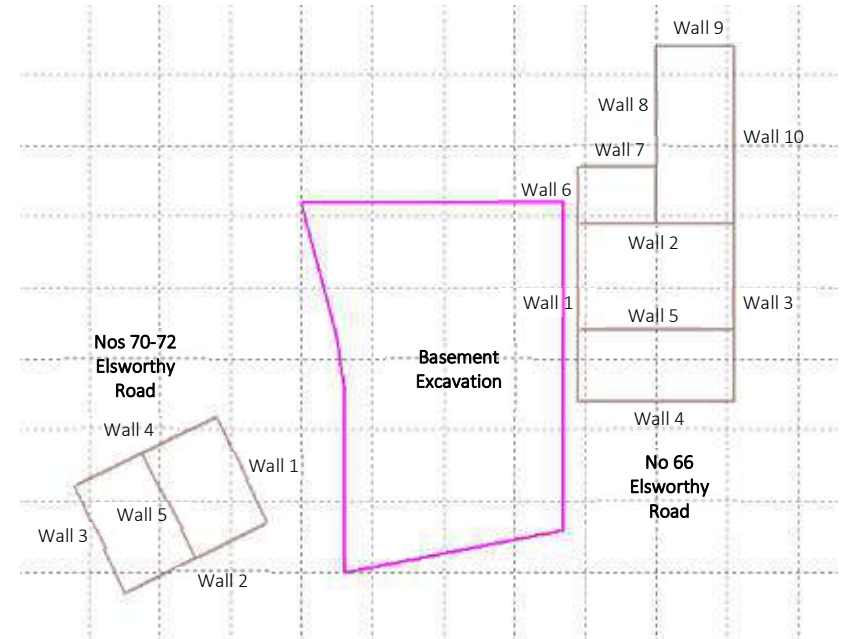 Wall 9
Wall 8
Wall 10
Wall 7
Wall 6
Wall 2
Wall 1
Wall 3
Wall 5
Nos 70-72
Elsworthy
Road
Basement
Excavation
Wall 4
Wall 4
Wall 1
No 66
Elsworthy
Road
Wall 5
Wall 3
Wall 2